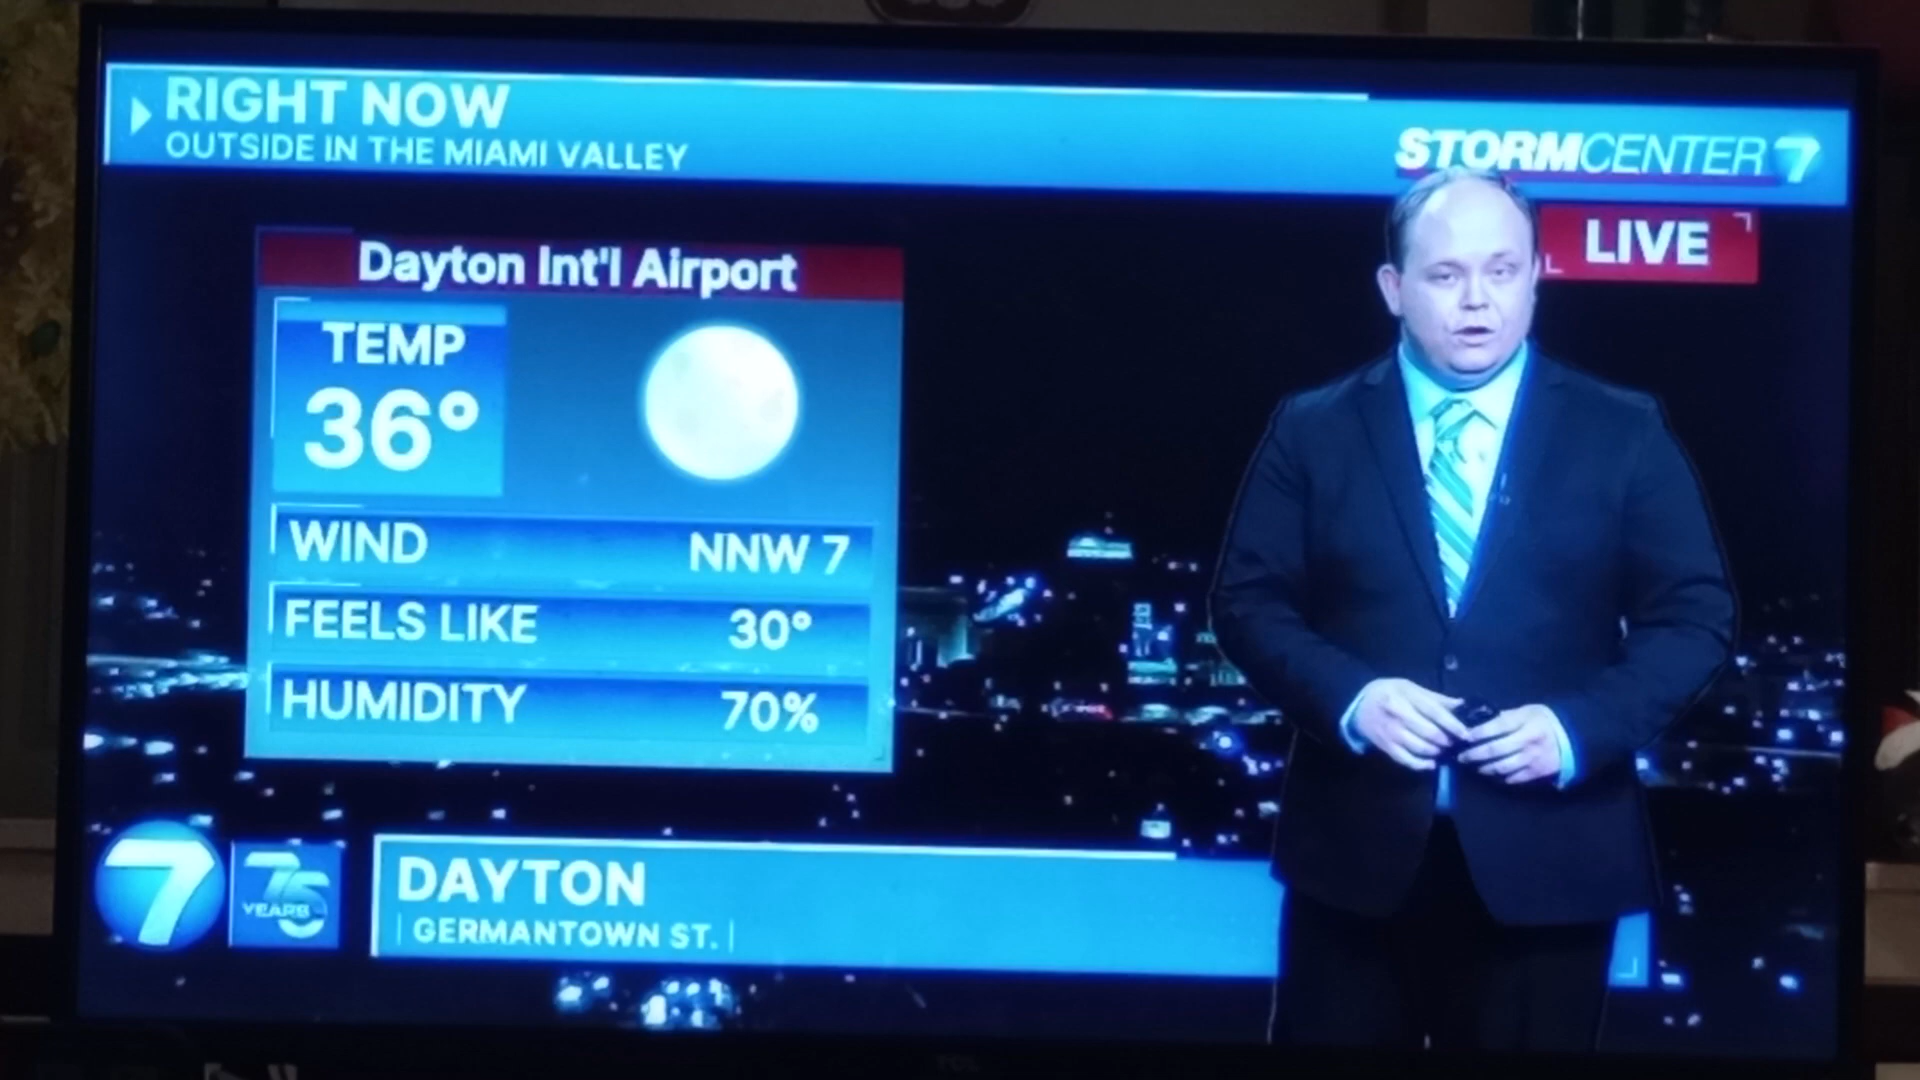 RIGHT NOW
OUTSIDE IN THE MIAMI VALLEY
STORMCENTER 7
LIVE
Dayton Int'l Airport
TEMP
36°
WIND NNW 7
FEELS LIKE 30°
HUMIDITY 70%
7
75
YEARS
DAYTON
GERMANTOWN ST.
TCL